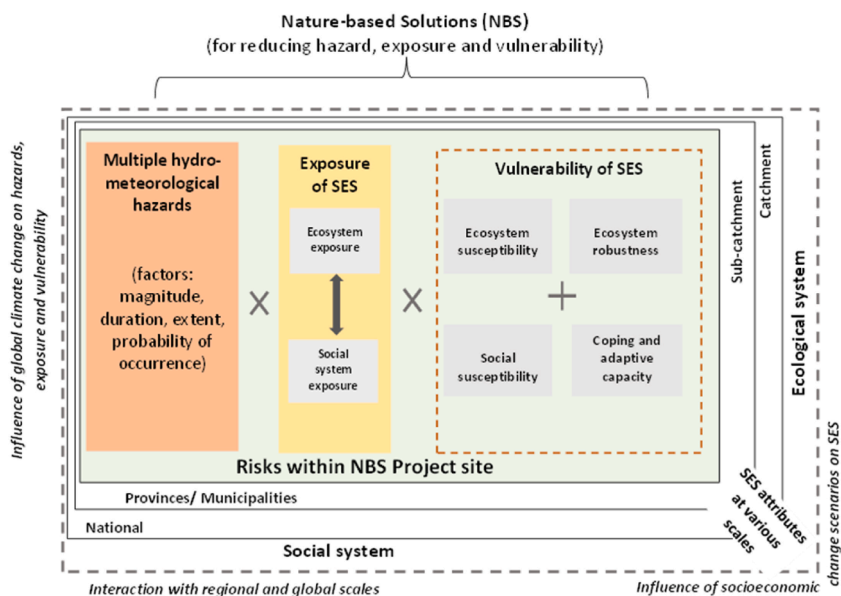 Nature-based Solutions (NBS)
(for reducing hazard, exposure and vulnerability)
Influence of global climate change on hazards,
exposure and vulnerability
Multiple hydro-
meteorological
hazards
(factors:
magnitude,
duration, extent,
probability of
occurrence)
×
Exposure
of SES
Ecosystem
exposure
Social
system
exposure
×
Vulnerability of SES
Ecosystem
susceptibility
Ecosystem
robustness
+
Social
susceptibility
Coping and
adaptive
capacity
Risks within NBS Project site
Sub-catchment
Catchment
Ecological system
Provinces/ Municipalities
National
Social system
SES attributes
at various
scales
Interaction with regional and global scales
Influence of socioeconomic
change scenarios on SES